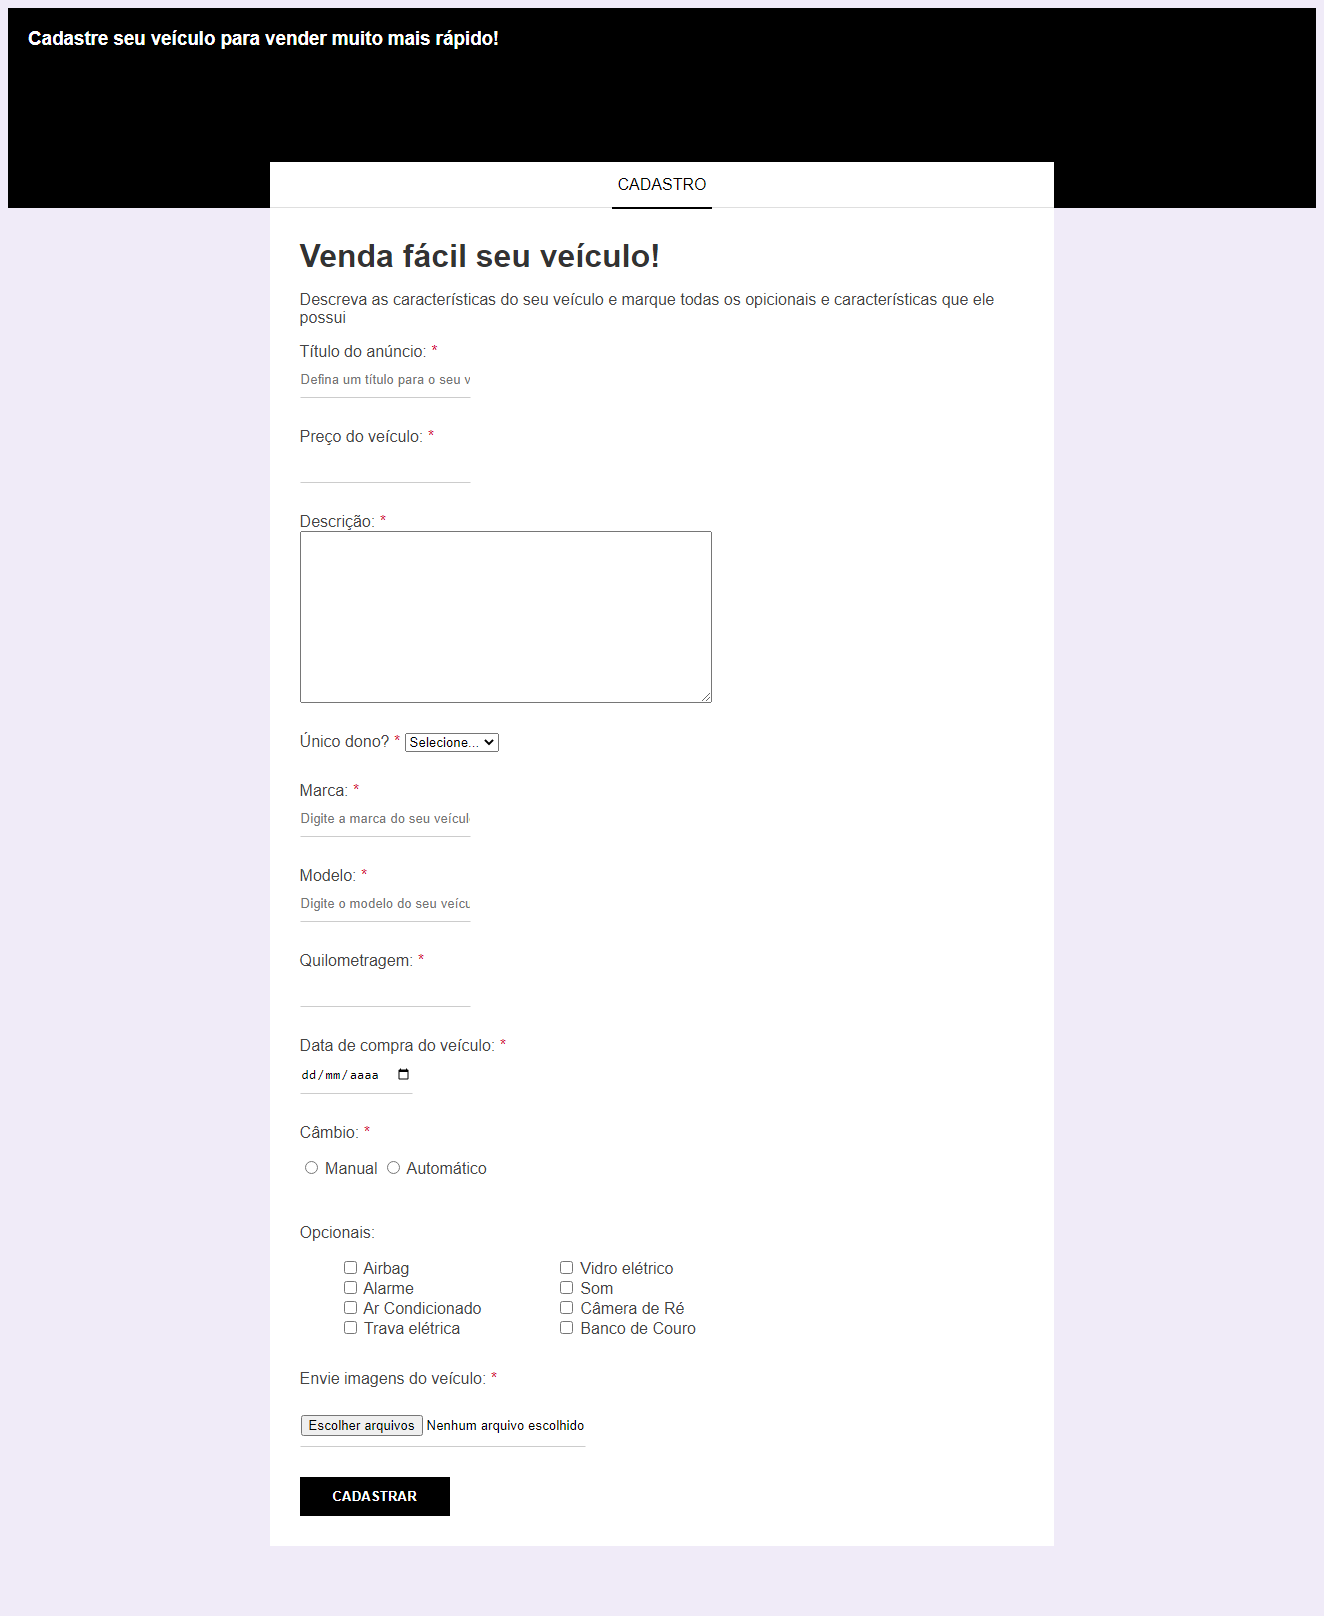 Cadastre seu veículo para vender muito mais rápido!
CADASTRO
Venda fácil seu veículo!
Descreva as características do seu veículo e marque todas os opicionais e características que ele
possui
Título do anúncio: *
Defina um título para o seu v
Preço do veículo: *
Descrição: *
Único dono? * Selecione...
Marca: *
Digite a marca do seu veícul
Modelo: *
Digite o modelo do seu veícu
Quilometragem: *
Data de compra do veículo: *
dd/mm/aaaa
Câmbio: *
Manual Automático
Opcionais:
Airbag Vidro elétrico
Alarme Som
Ar Condicionado Câmera de Ré
Trava elétrica Banco de Couro
Envie imagens do veículo: *
Escolher arquivos Nenhum arquivo escolhido
CADASTRAR